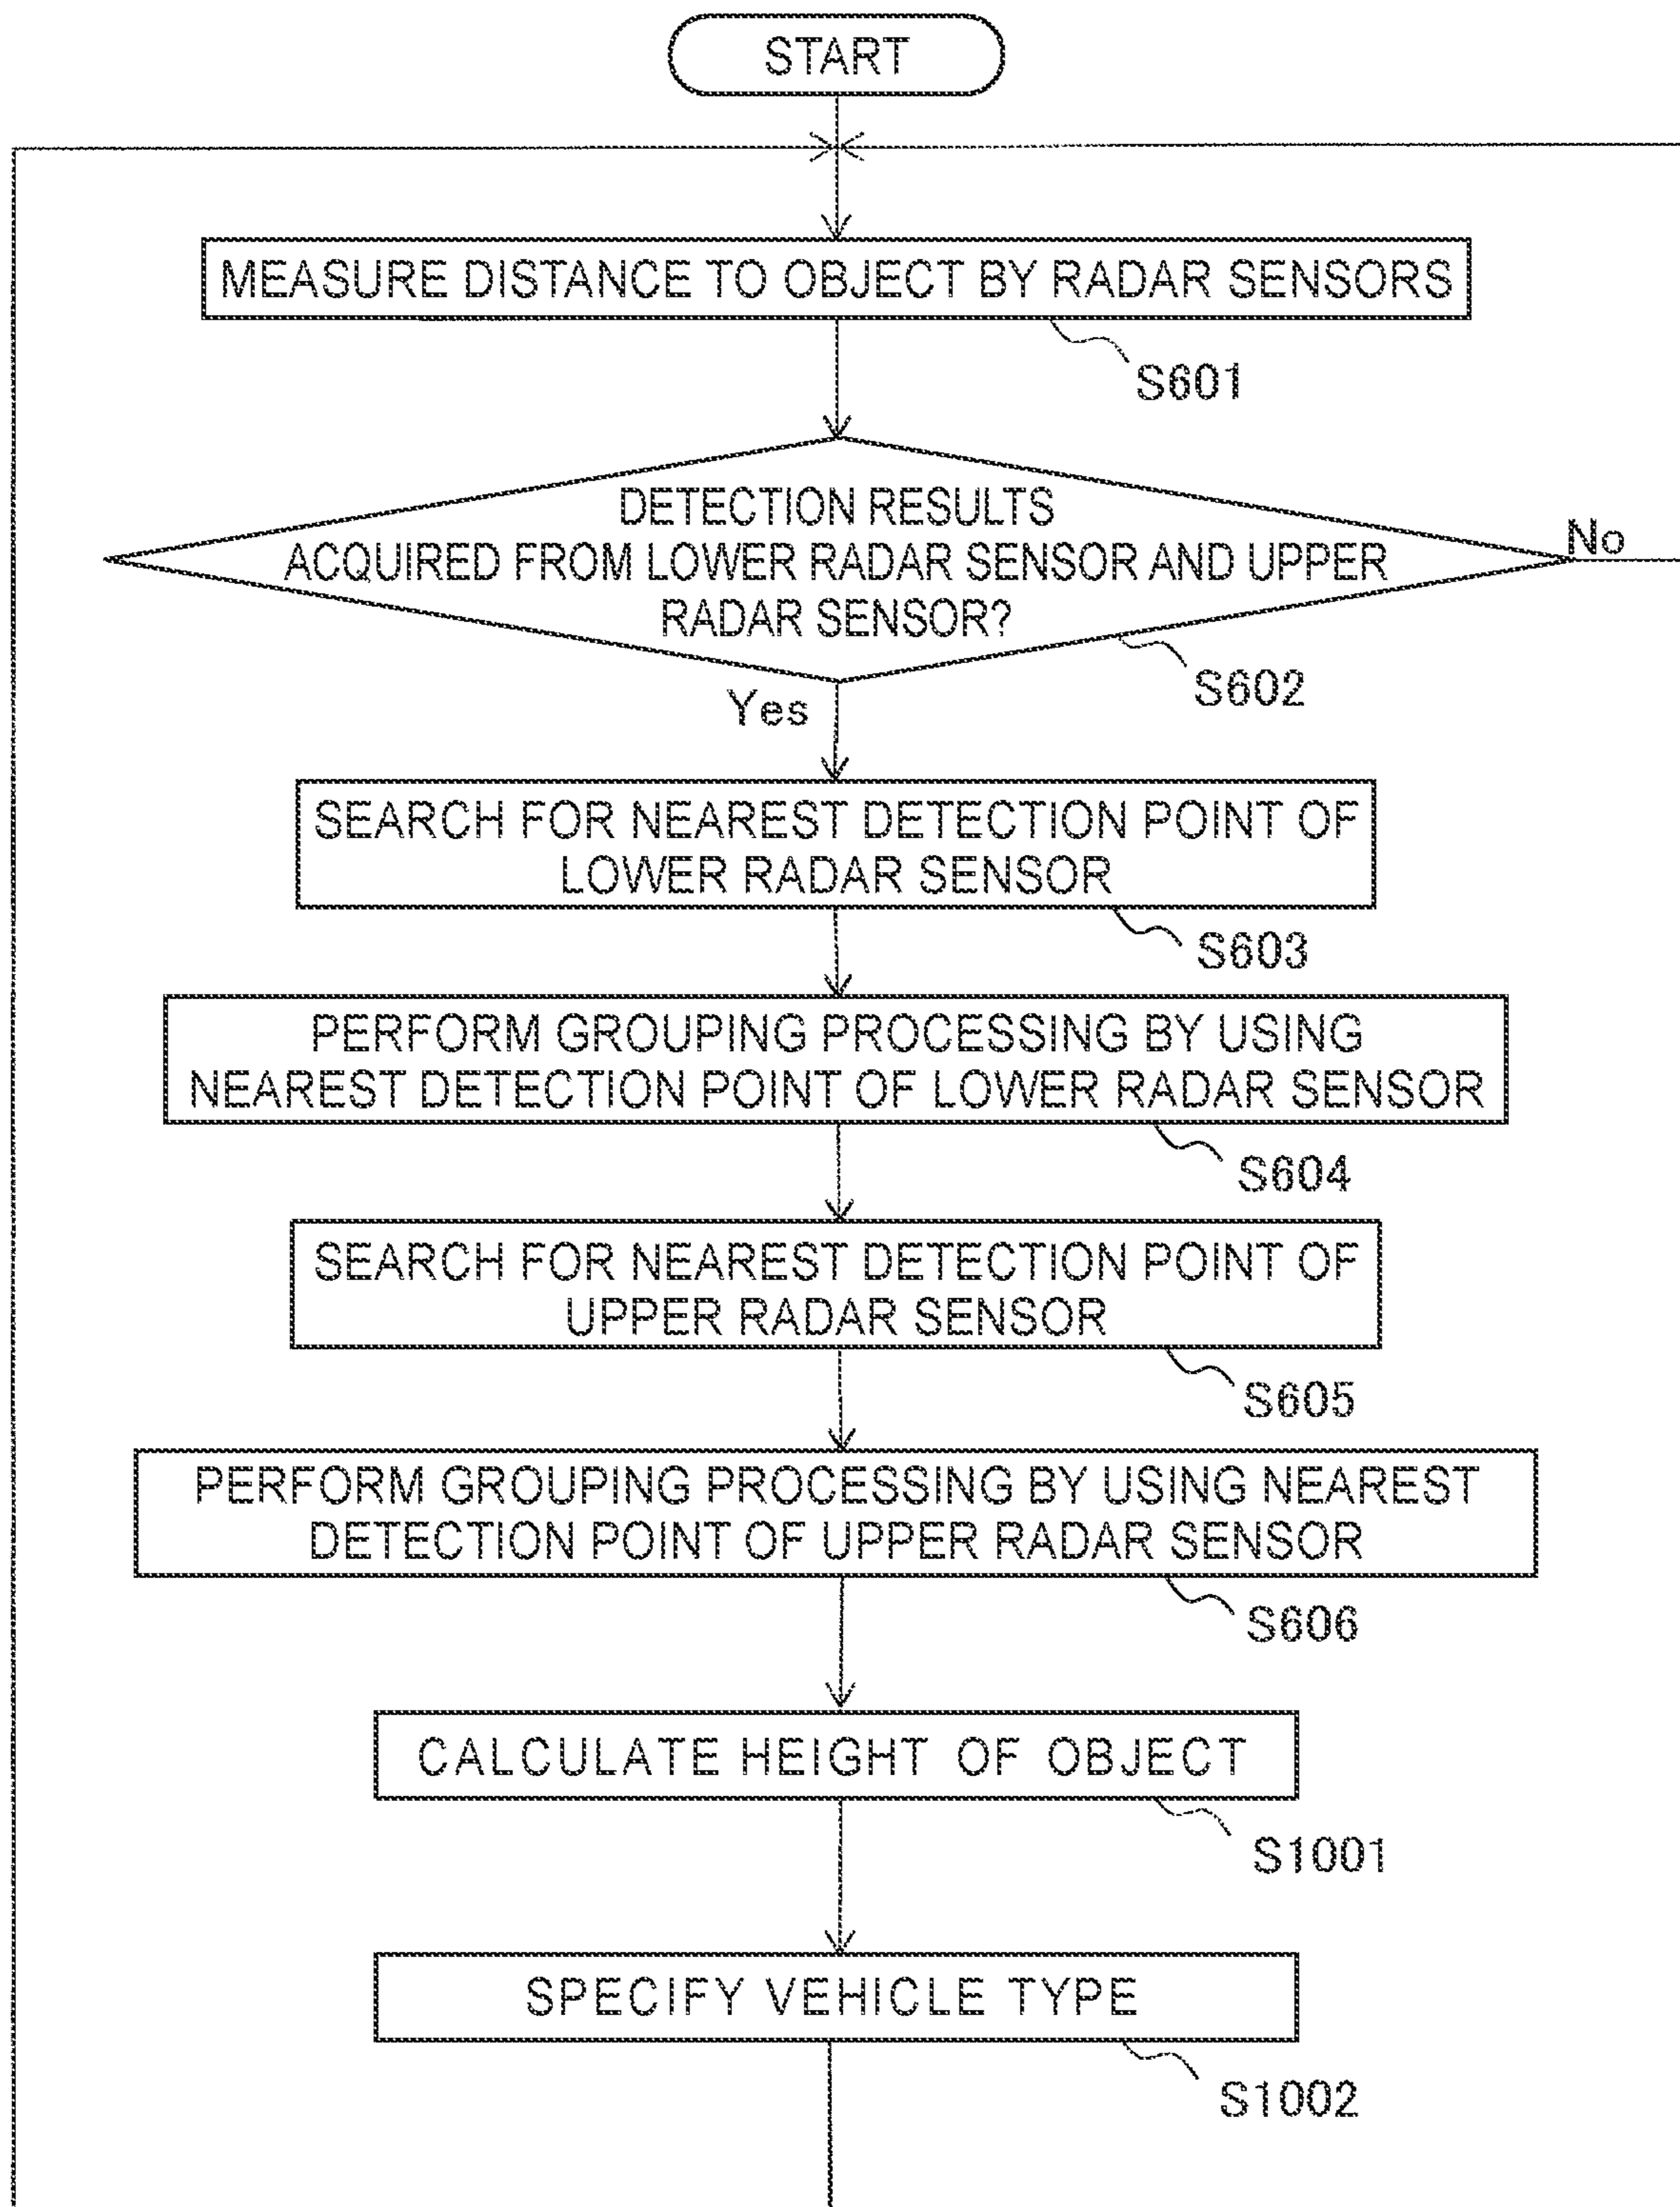 START
MEASURE DISTANCE TO OBJECT BY RADAR SENSORS
S601
DETECTION RESULTS
ACQUIRED FROM LOWER RADAR SENSOR AND UPPER
RADAR SENSOR?
No
S602
Yes
SEARCH FOR NEAREST DETECTION POINT OF
LOWER RADAR SENSOR
S603
PERFORM GROUPING PROCESSING BY USING
NEAREST DETECTION POINT OF LOWER RADAR SENSOR
S604
SEARCH FOR NEAREST DETECTION POINT OF
UPPER RADAR SENSOR
S605
PERFORM GROUPING PROCESSING BY USING NEAREST
DETECTION POINT OF UPPER RADAR SENSOR
S606
CALCULATE HEIGHT OF OBJECT
S1001
SPECIFY VEHICLE TYPE
S1002